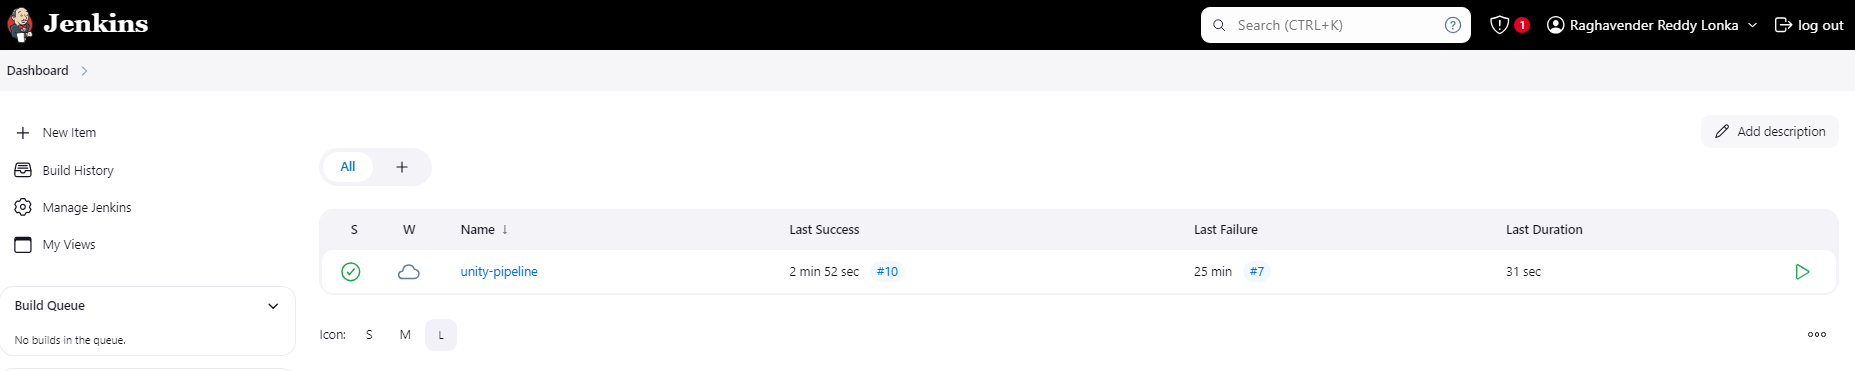 Jenkins
Search (CTRL+K)
?
1
Raghavender Reddy Lonka
log out
Dashboard
New Item
Build History
Manage Jenkins
My Views
Build Queue
No builds in the queue.
Add description
All +
S W Name ↓ Last Success Last Failure Last Duration
unity-pipeline 2 min 52 sec #10 25 min #7 31 sec
Icon: S M L